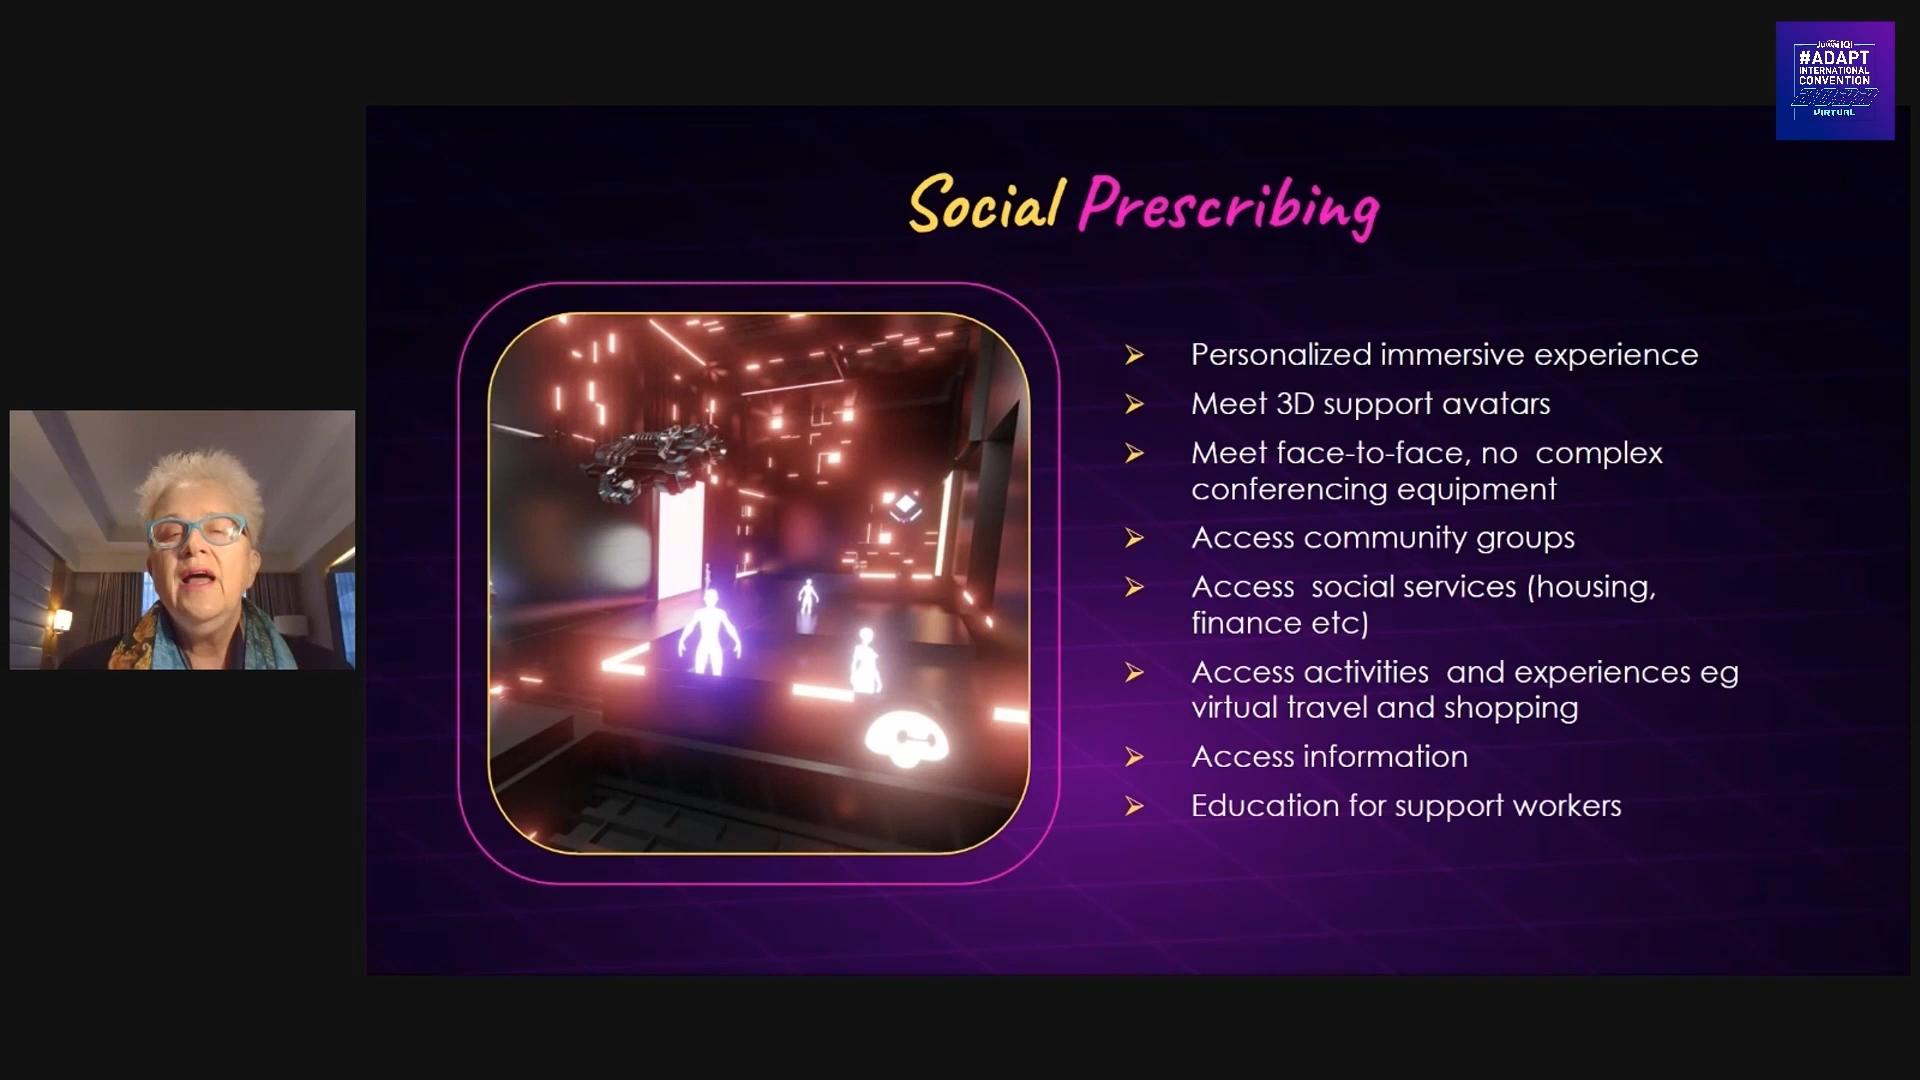 #ADAPT
INTERNATIONAL
CONVENTION
VIRTUAL
Social Prescribing
Personalized immersive experience
Meet 3D support avatars
Meet face-to-face, no complex
conferencing equipment
Access community groups
Access social services (housing,
finance etc)
Access activities and experiences eg
virtual travel and shopping
Access information
Education for support workers